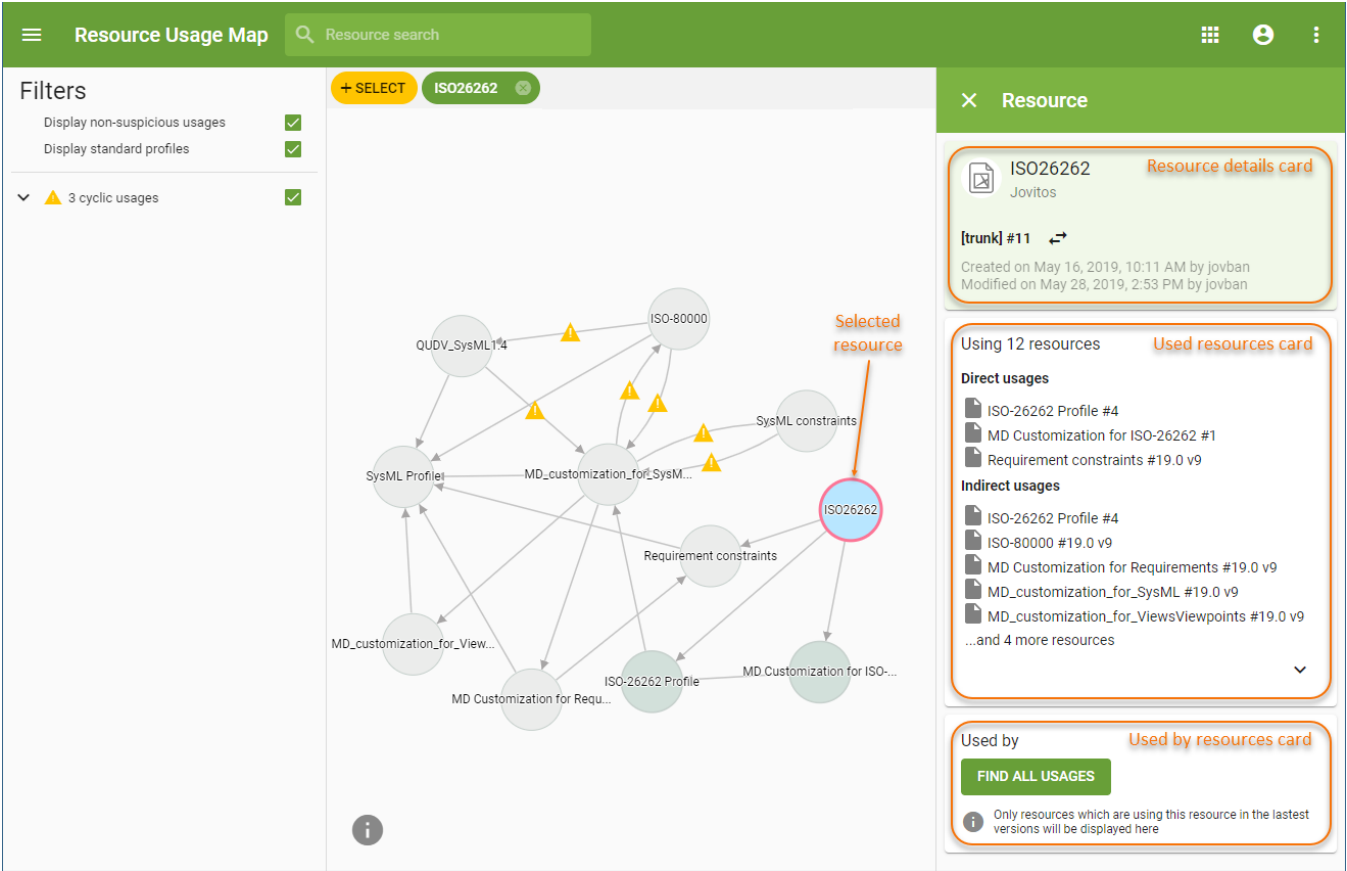 Resource Usage Map
Resource search
Filters
Display non-suspicious usages
Display standard profiles
3 cyclic usages
+ SELECT
ISO26262
ISO-80000
QUDV_SysML1.4
Selected
resource
SysML constraints
SysML Profile
MD_customization_for_SysM...
ISO26262
Requirement constraints
MD_customization_for_View...
MD Customization for Requ...
ISO-26262 Profile
MD Customization for ISO-...
i
Resource
ISO26262
Resource details card
Jovitos
[trunk] #11
Created on May 16, 2019, 10:11 AM by jovban
Modified on May 28, 2019, 2:53 PM by jovban
Using 12 resources
Used resources card
Direct usages
ISO-26262 Profile #4
MD Customization for ISO-26262 #1
Requirement constraints #19.0 v9
Indirect usages
ISO-26262 Profile #4
ISO-80000 #19.0 v9
MD Customization for Requirements #19.0 v9
MD_customization_for_SysML #19.0 v9
MD_customization_for_ViewsViewpoints #19.0 v9
...and 4 more resources
Used by
Used by resources card
FIND ALL USAGES
Only resources which are using this resource in the lastest
versions will be displayed here